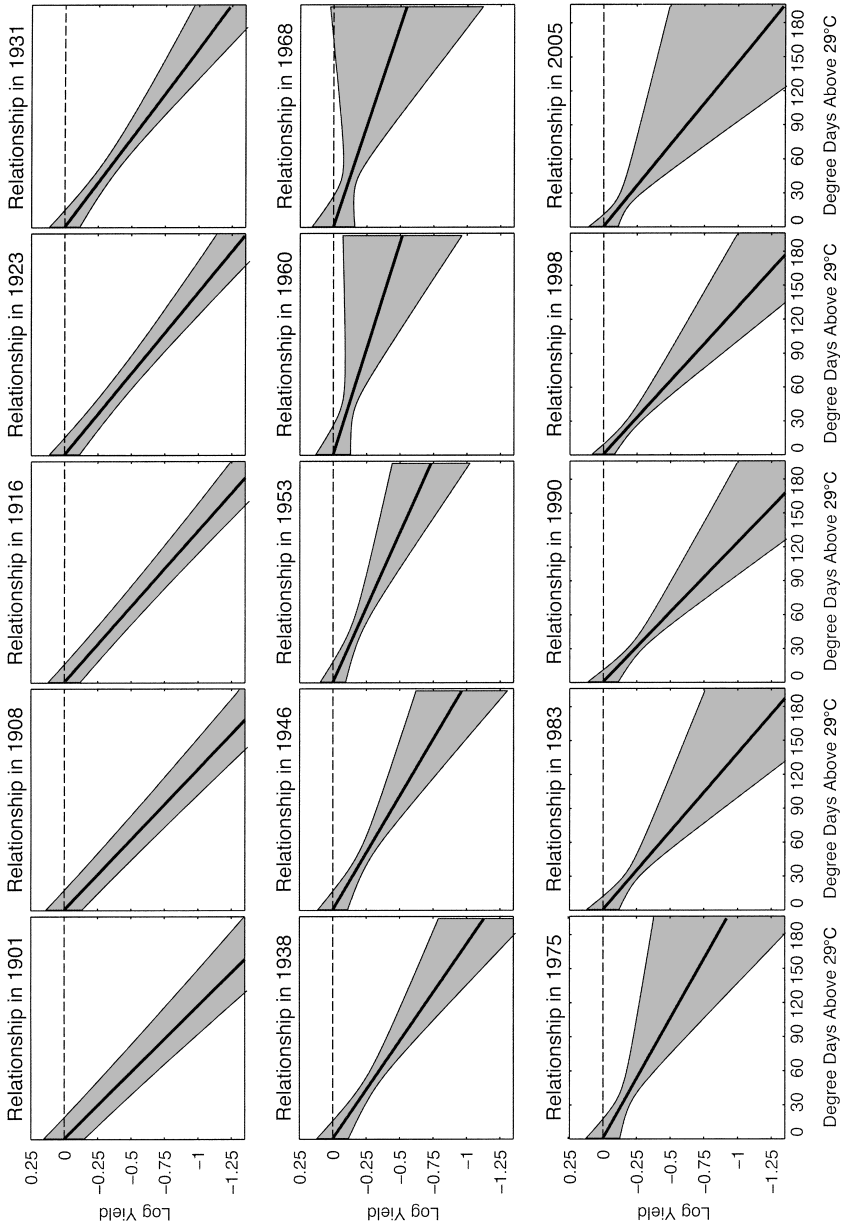 Relationship in 1901
Relationship in 1908
Relationship in 1916
Relationship in 1923
Relationship in 1931
Log Yield
0.25
0
−0.25
−0.5
−0.75
−1
−1.25
Relationship in 1938
Relationship in 1946
Relationship in 1953
Relationship in 1960
Relationship in 1968
Log Yield
0.25
0
−0.25
−0.5
−0.75
−1
−1.25
Relationship in 1975
Relationship in 1983
Relationship in 1990
Relationship in 1998
Relationship in 2005
Log Yield
0.25
0
−0.25
−0.5
−0.75
−1
−1.25
0 30 60 90 120 150 180
0 30 60 90 120 150 180
0 30 60 90 120 150 180
0 30 60 90 120 150 180
0 30 60 90 120 150 180
Degree Days Above 29°C
Degree Days Above 29°C
Degree Days Above 29°C
Degree Days Above 29°C
Degree Days Above 29°C